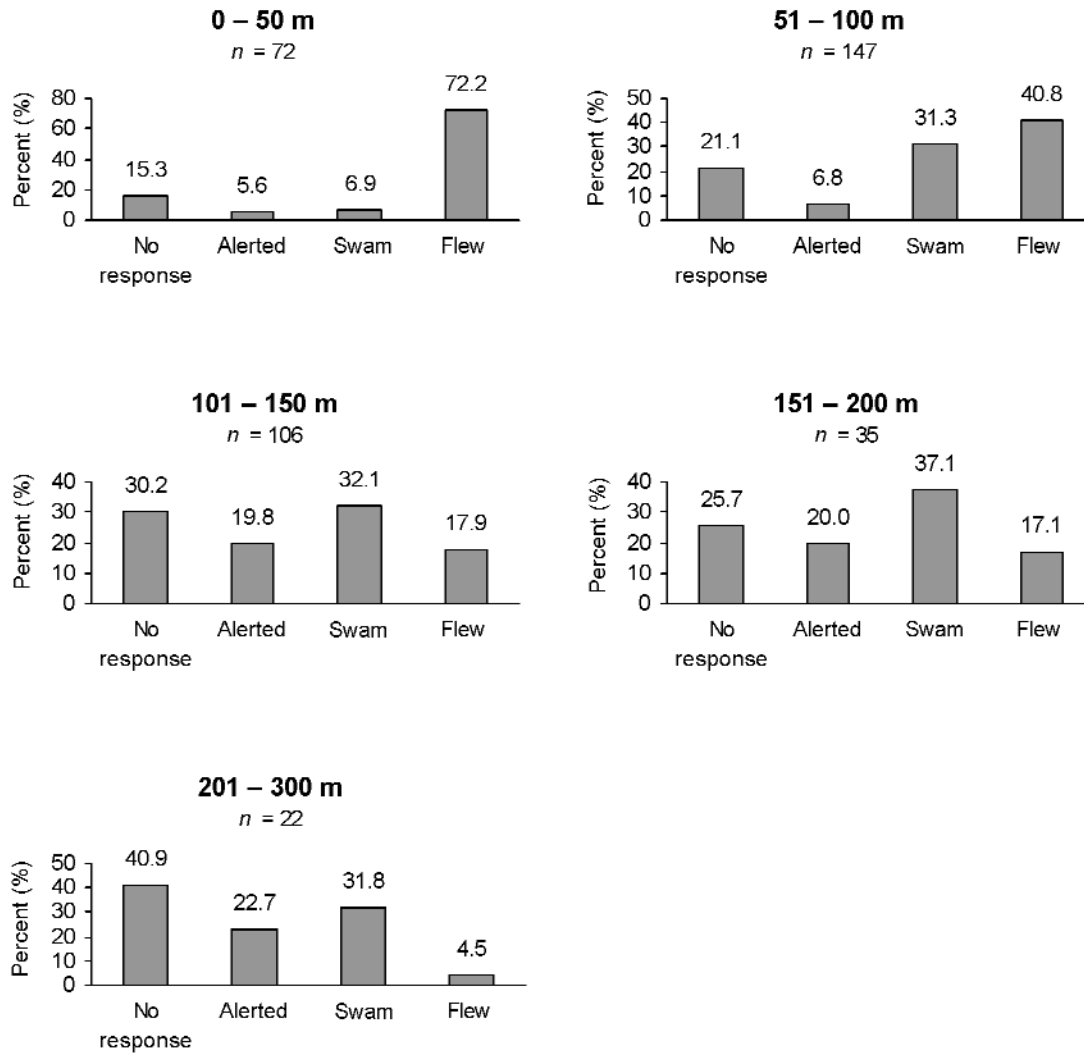 0 – 50 m
n = 72
Percent (%)
80
60
40
20
0
15.3
5.6
6.9
72.2
No response
Alerted
Swam
Flew
51 – 100 m
n = 147
Percent (%)
50
40
30
20
10
0
21.1
6.8
31.3
40.8
No response
Alerted
Swam
Flew
101 – 150 m
n = 106
Percent (%)
40
30
20
10
0
30.2
19.8
32.1
17.9
No response
Alerted
Swam
Flew
151 – 200 m
n = 35
Percent (%)
40
30
20
10
0
25.7
20.0
37.1
17.1
No response
Alerted
Swam
Flew
201 – 300 m
n = 22
Percent (%)
50
40
30
20
10
0
40.9
22.7
31.8
4.5
No response
Alerted
Swam
Flew